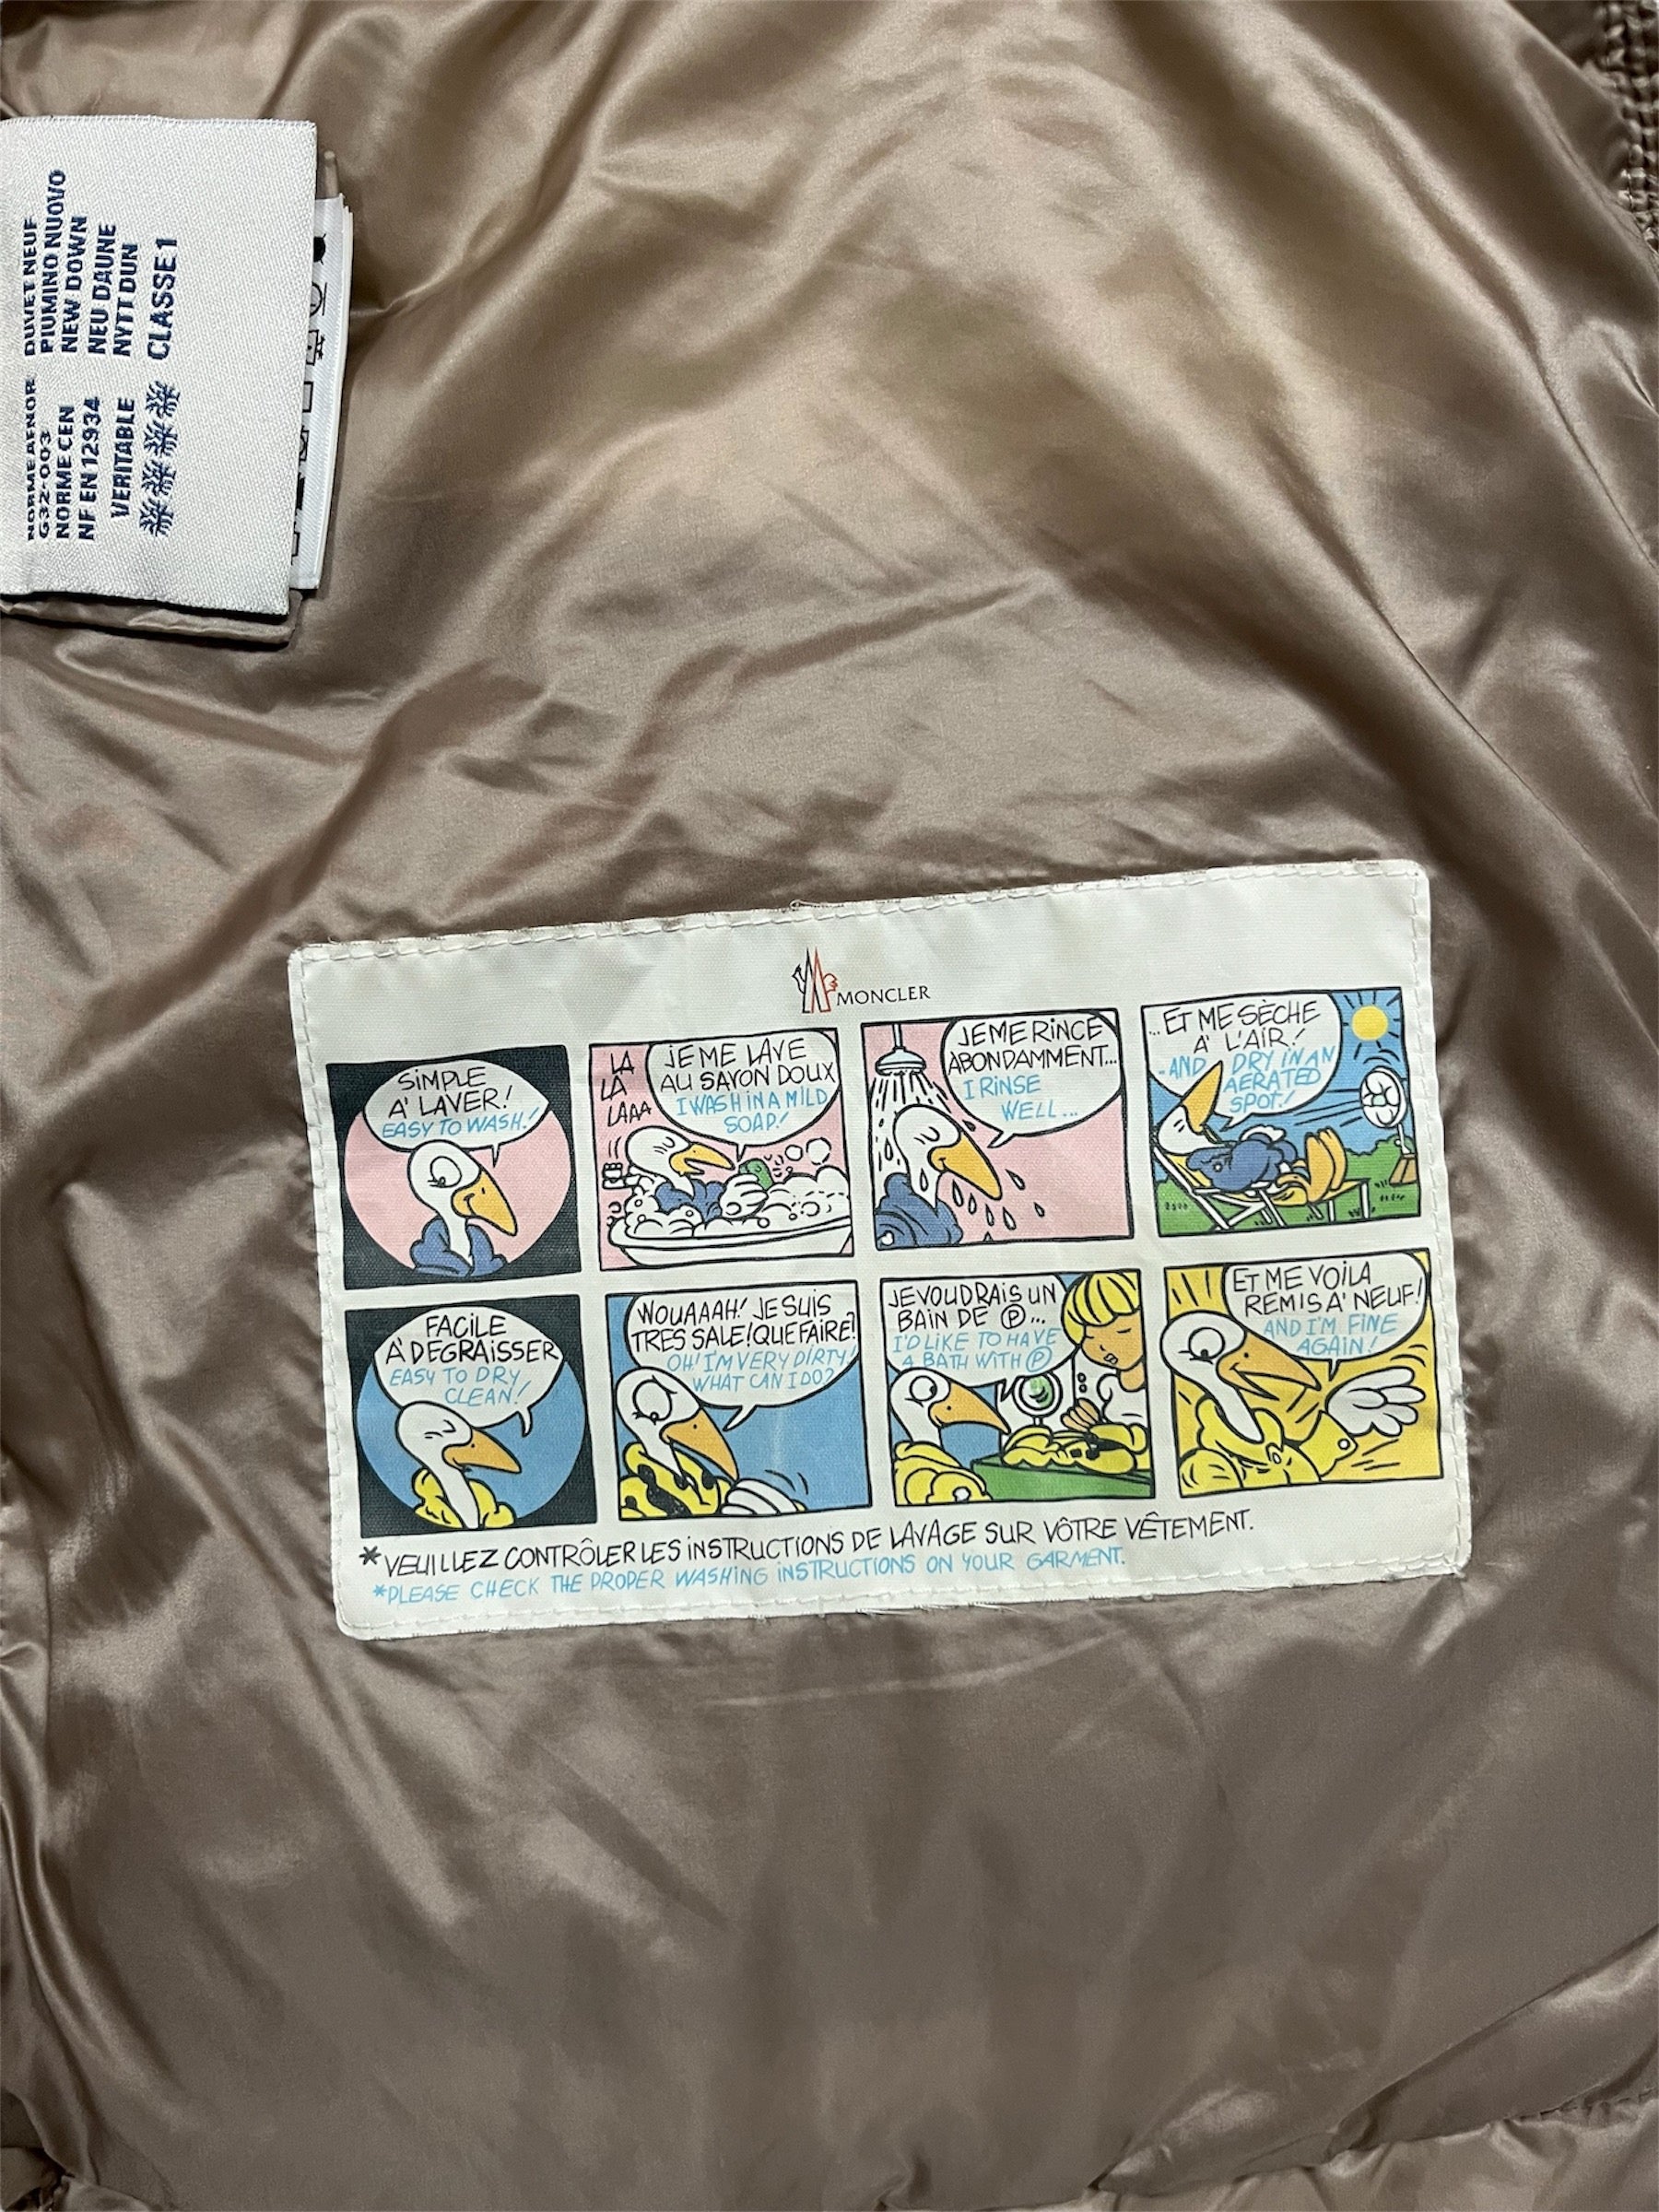 NORME AFNOR DUVET NEUF
G32-003 PIUMINO NUOVO
NORME CEN NEW DOWN
NF EN 12934 NEU DAUNE
VERITABLE NYTT DUN
CLASSE 1
MONCLER
SIMPLE
A' LAVER!
EASY TO WASH!
LA
LA
LAAA
JE ME LAVE
AU SAVON DOUX
I WASH IN A MILD
SOAP!
JE ME RINCE
ABONDAMMENT...
I RINSE
WELL...
... ET ME SÈCHE
A' L'AIR!
..AND DRY IN AN
AERATED
SPOT!
FACILE
A' DEGRAISSER
EASY TO DRY
CLEAN!
WOUAAAH! JE SUIS
TRES SALE! QUE FAIRE?
OH! I'M VERY DIRTY!
WHAT CAN I DO?
JE VOUDRAIS UN
BAIN DE Ⓟ...
I'D LIKE TO HAVE
A BATH WITH Ⓟ
ET ME VOILA
REMIS A' NEUF!
AND I'M FINE
AGAIN!
*VEUILLEZ CONTRÔLER LES INSTRUCTIONS DE LAVAGE SUR VÔTRE VÊTEMENT.
*PLEASE CHECK THE PROPER WASHING INSTRUCTIONS ON YOUR GARMENT.